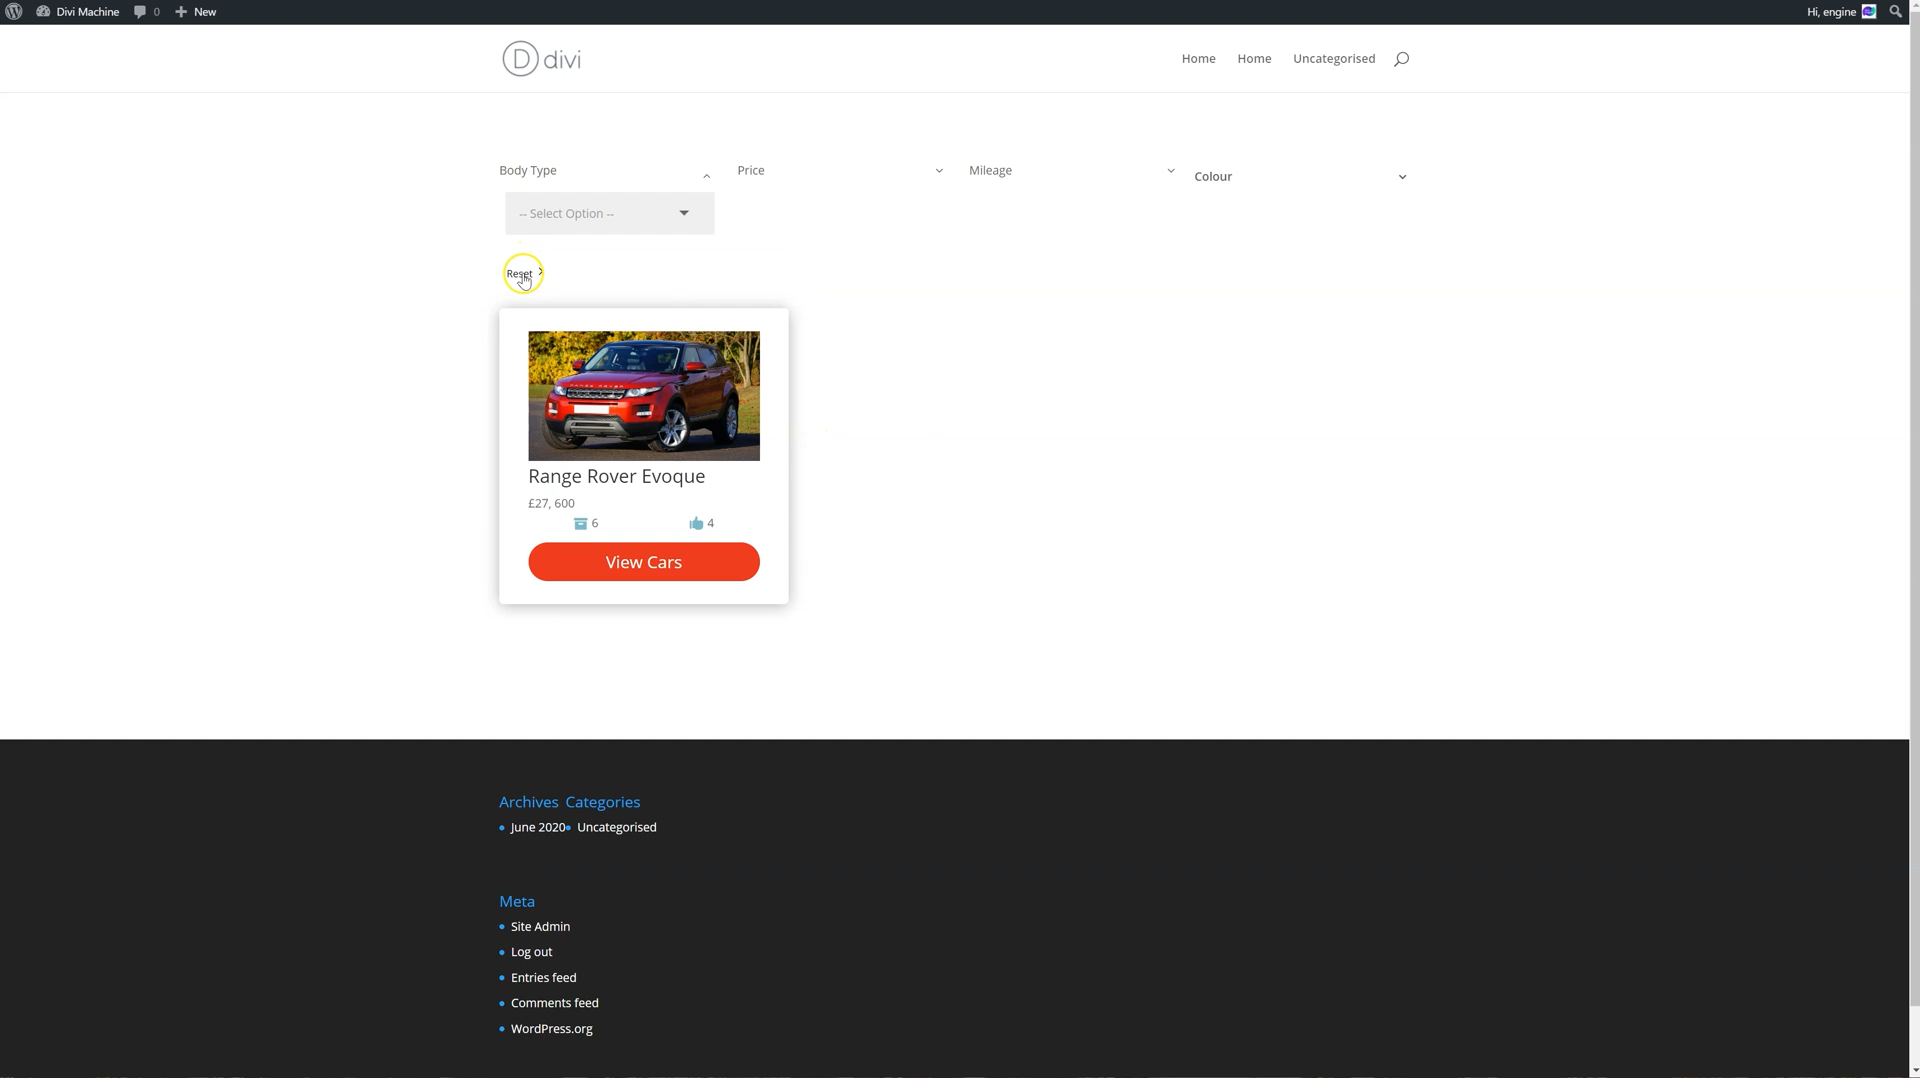 Divi Machine 0 New Hi, engine
D divi Home Home Uncategorised
Body Type Price Mileage Colour
-- Select Option --
Reset
RANGE ROVER
Range Rover Evoque
£27, 600
6 4
View Cars
Archives Categories
June 2020 Uncategorised
Meta
Site Admin
Log out
Entries feed
Comments feed
WordPress.org